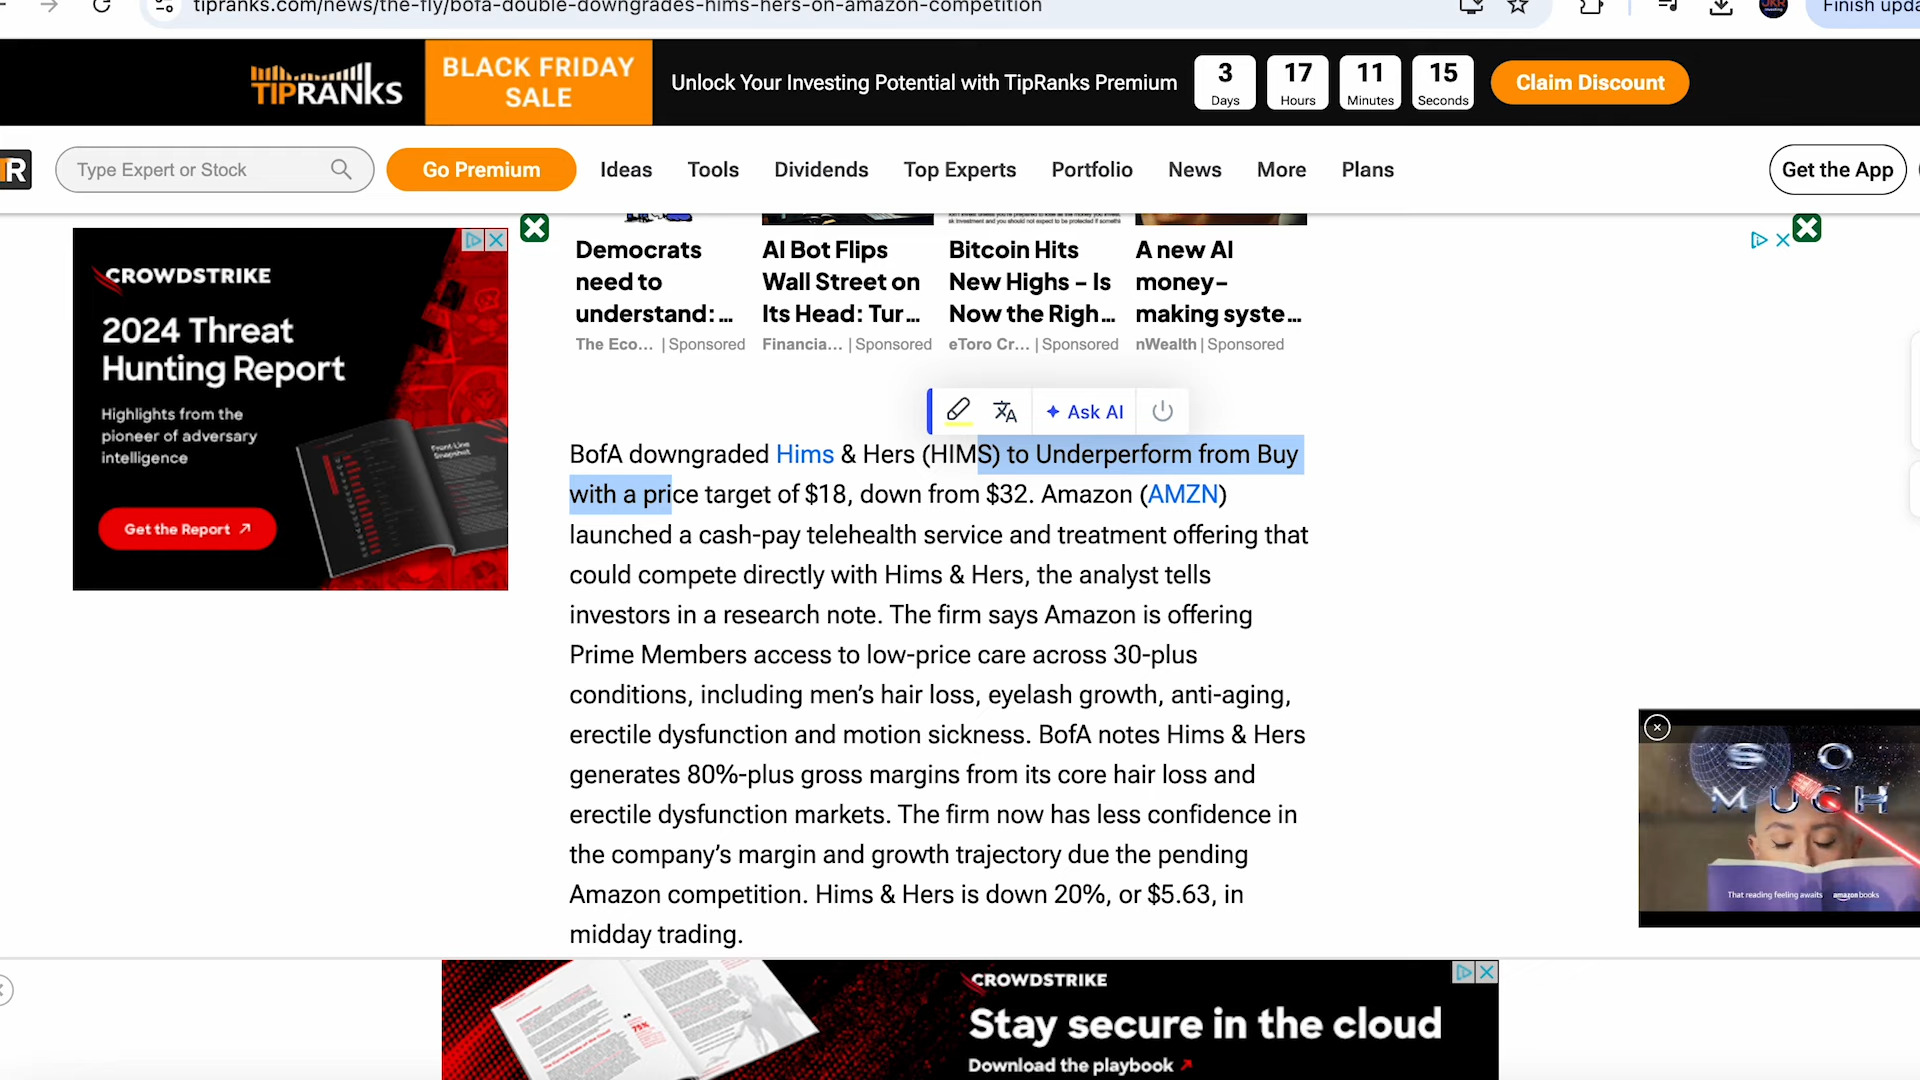 tipranks.com/news/the-fly/bofa-double-downgrades-hims-hers-on-amazon-competition
Finish upda
TIPRANKS
BLACK FRIDAY
SALE
Unlock Your Investing Potential with TipRanks Premium
3
Days
17
Hours
11
Minutes
15
Seconds
Claim Discount
TR
Type Expert or Stock
Go Premium
Ideas
Tools
Dividends
Top Experts
Portfolio
News
More
Plans
Get the App
CROWDSTRIKE
2024 Threat
Hunting Report
Highlights from the
pioneer of adversary
intelligence
Get the Report
Front-Line
Snapshot
Democrats
need to
understand:...
The Eco... | Sponsored
AI Bot Flips
Wall Street on
Its Head: Tur...
Financia... | Sponsored
Bitcoin Hits
New Highs – Is
Now the Righ...
eToro Cr... | Sponsored
A new AI
money-
making syste...
nWealth | Sponsored
Ask AI
BofA downgraded Hims & Hers (HIMS) to Underperform from Buy
with a price target of $18, down from $32. Amazon (AMZN)
launched a cash-pay telehealth service and treatment offering that
could compete directly with Hims & Hers, the analyst tells
investors in a research note. The firm says Amazon is offering
Prime Members access to low-price care across 30-plus
conditions, including men’s hair loss, eyelash growth, anti-aging,
erectile dysfunction and motion sickness. BofA notes Hims & Hers
generates 80%-plus gross margins from its core hair loss and
erectile dysfunction markets. The firm now has less confidence in
the company’s margin and growth trajectory due the pending
Amazon competition. Hims & Hers is down 20%, or $5.63, in
midday trading.
SO
MUCH
That reading feeling awaits amazonbooks
75%
CROWDSTRIKE
Stay secure in the cloud
Download the playbook